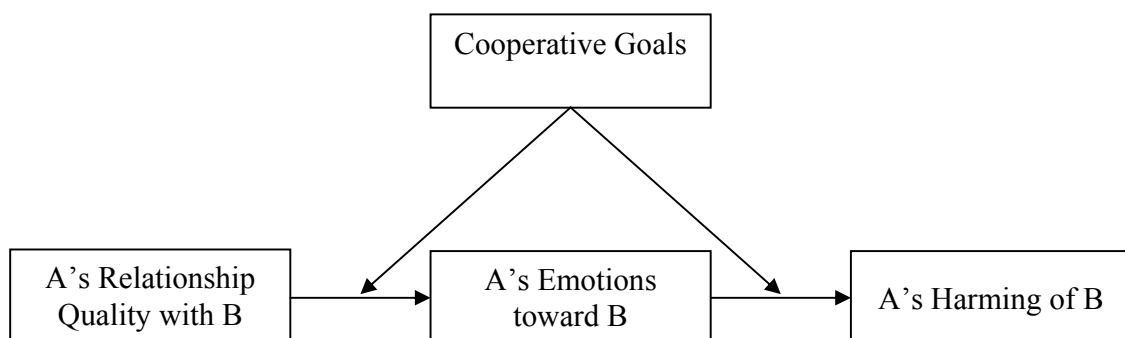 Cooperative Goals
A’s Relationship
Quality with B
A’s Emotions
toward B
A’s Harming of B